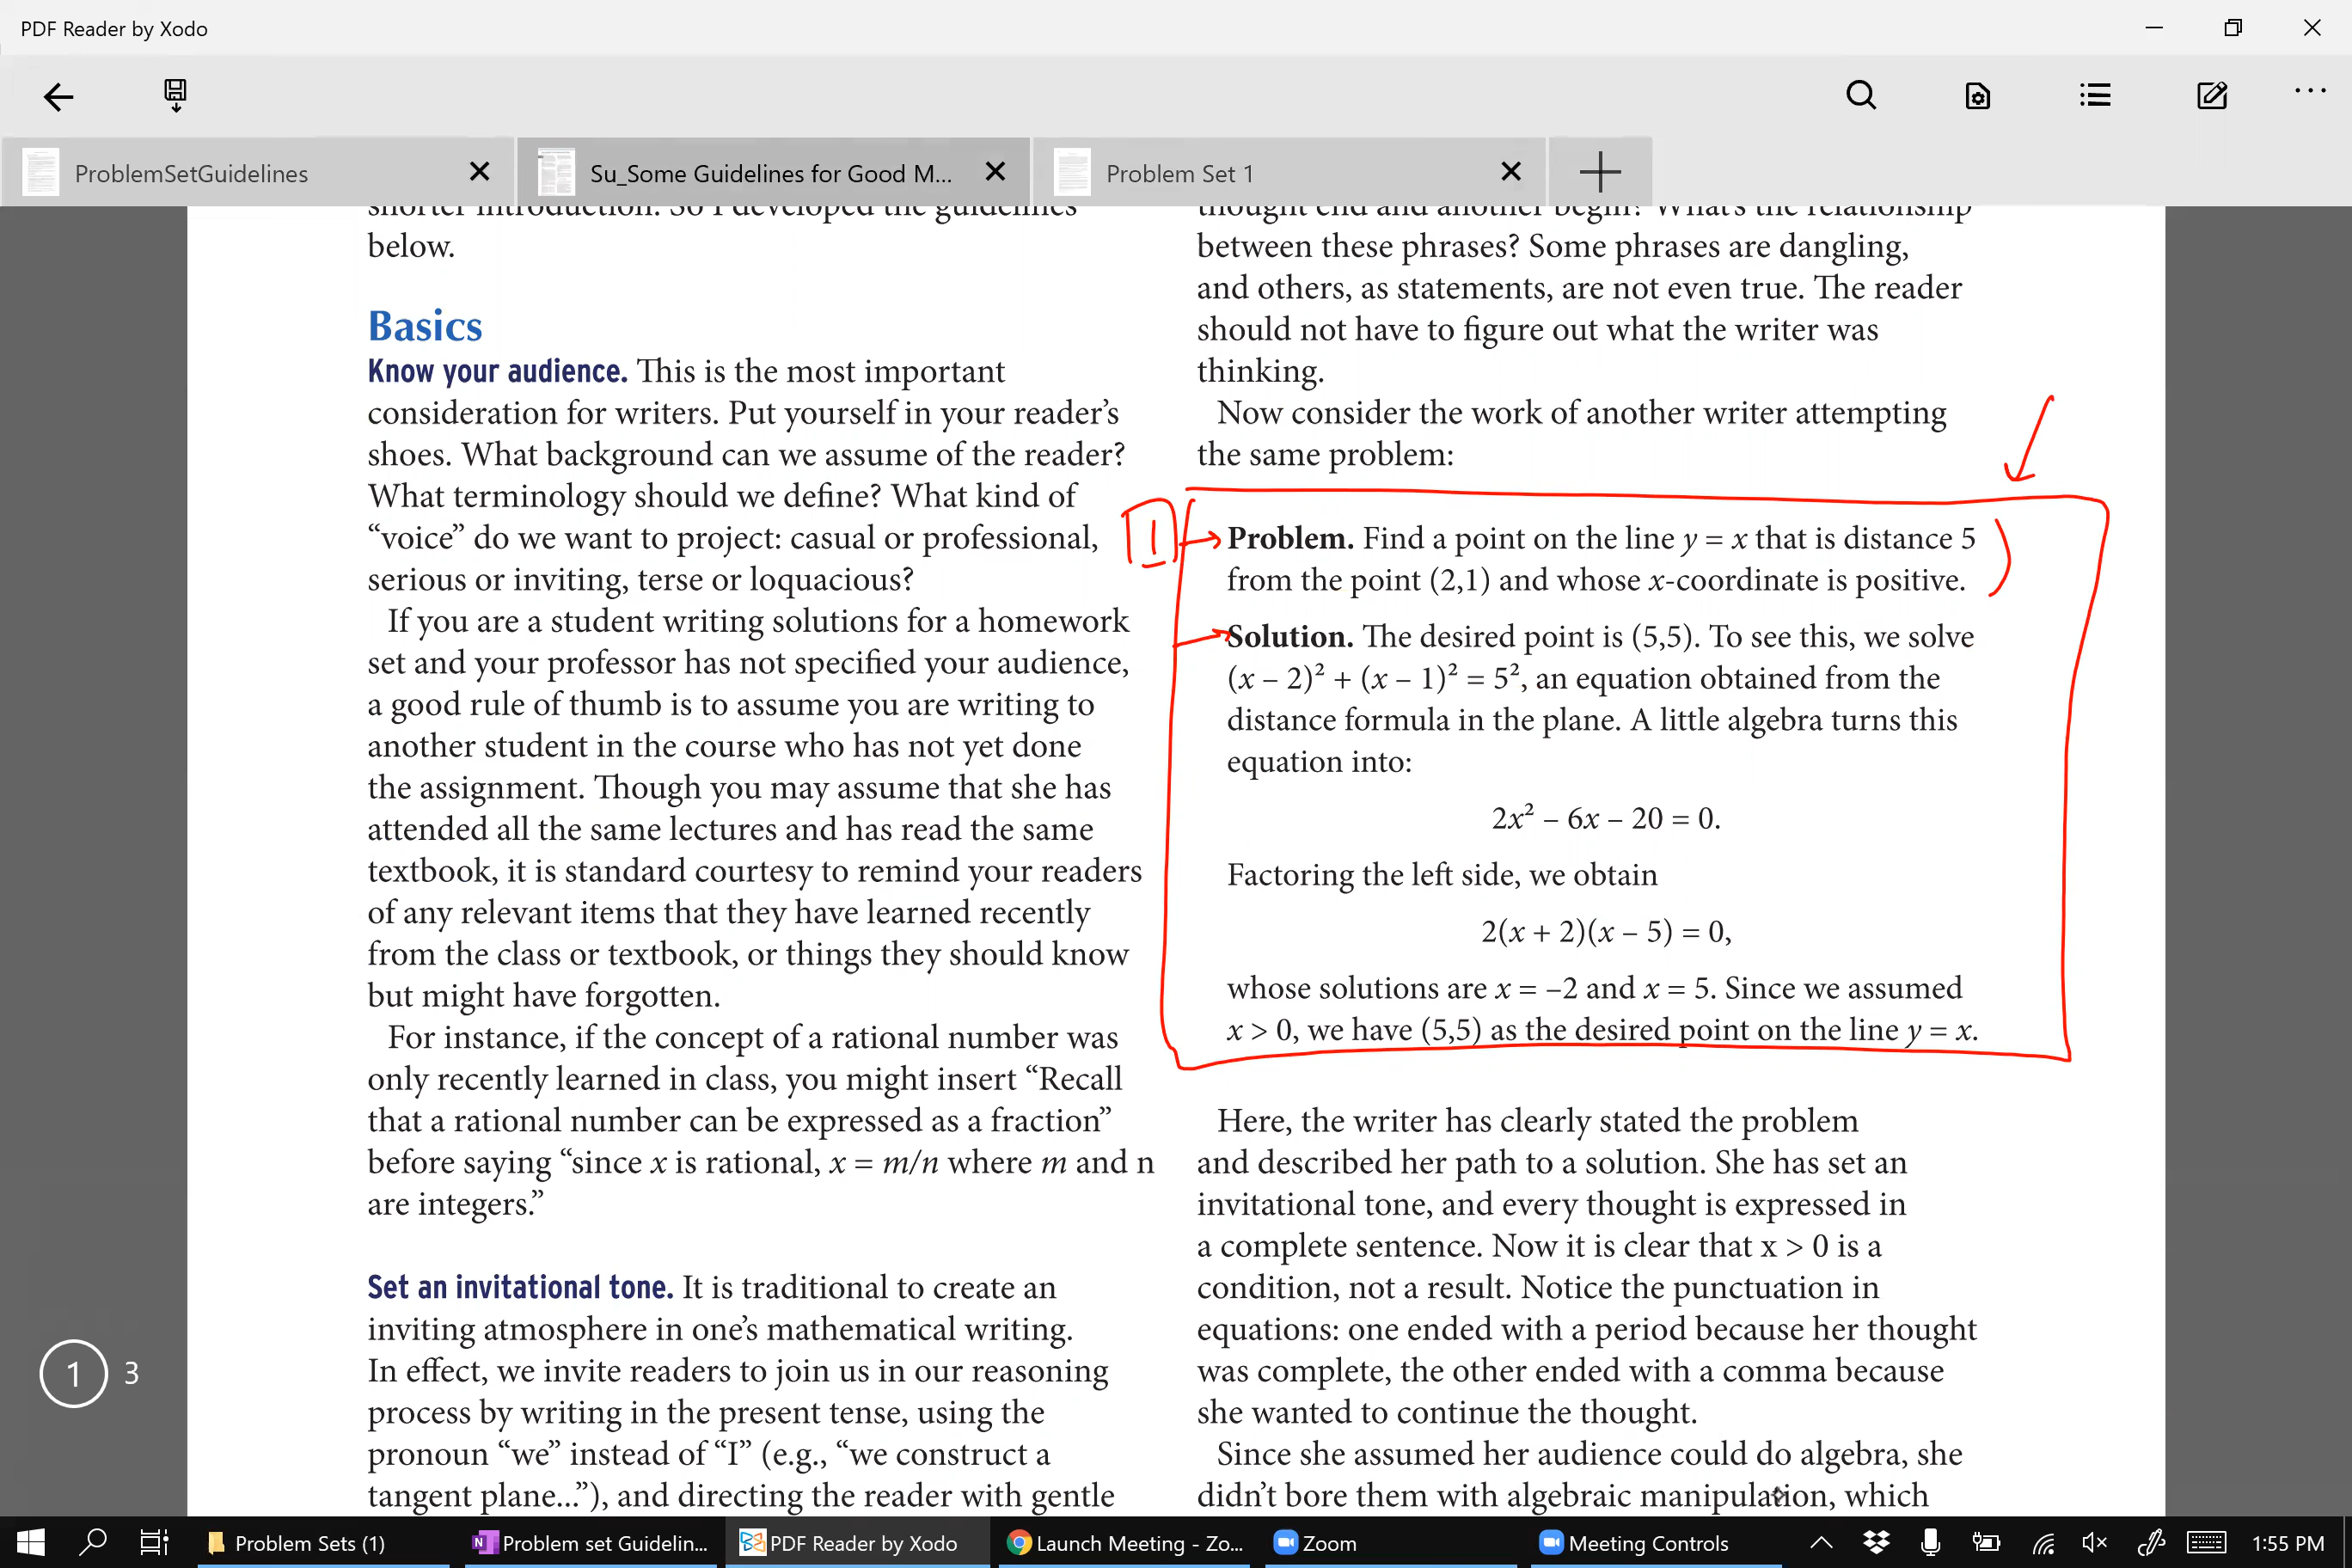 PDF Reader by Xodo
ProblemSetGuidelines
Su_Some Guidelines for Good M...
Problem Set 1
shorter introduction. So I developed the guidelines
below.
Basics
Know your audience. This is the most important
consideration for writers. Put yourself in your reader’s
shoes. What background can we assume of the reader?
What terminology should we define? What kind of
“voice” do we want to project: casual or professional,
serious or inviting, terse or loquacious?
If you are a student writing solutions for a homework
set and your professor has not specified your audience,
a good rule of thumb is to assume you are writing to
another student in the course who has not yet done
the assignment. Though you may assume that she has
attended all the same lectures and has read the same
textbook, it is standard courtesy to remind your readers
of any relevant items that they have learned recently
from the class or textbook, or things they should know
but might have forgotten.
For instance, if the concept of a rational number was
only recently learned in class, you might insert “Recall
that a rational number can be expressed as a fraction”
before saying “since x is rational, x = m/n where m and n
are integers.”
Set an invitational tone. It is traditional to create an
inviting atmosphere in one’s mathematical writing.
In effect, we invite readers to join us in our reasoning
process by writing in the present tense, using the
pronoun “we” instead of “I” (e.g., “we construct a
tangent plane...”), and directing the reader with gentle
thought end and another begin? What’s the relationship
between these phrases? Some phrases are dangling,
and others, as statements, are not even true. The reader
should not have to figure out what the writer was
thinking.
Now consider the work of another writer attempting
the same problem:
1
Problem. Find a point on the line y = x that is distance 5
from the point (2,1) and whose x-coordinate is positive.
Solution. The desired point is (5,5). To see this, we solve
(x – 2)² + (x – 1)² = 5², an equation obtained from the
distance formula in the plane. A little algebra turns this
equation into:
2x² – 6x – 20 = 0.
Factoring the left side, we obtain
2(x + 2)(x – 5) = 0,
whose solutions are x = –2 and x = 5. Since we assumed
x > 0, we have (5,5) as the desired point on the line y = x.
Here, the writer has clearly stated the problem
and described her path to a solution. She has set an
invitational tone, and every thought is expressed in
a complete sentence. Now it is clear that x > 0 is a
condition, not a result. Notice the punctuation in
equations: one ended with a period because her thought
was complete, the other ended with a comma because
she wanted to continue the thought.
Since she assumed her audience could do algebra, she
didn’t bore them with algebraic manipulation, which
1 3
Problem Sets (1)
Problem set Guidelin...
PDF Reader by Xodo
Launch Meeting - Zo...
Zoom
Meeting Controls
1:55 PM